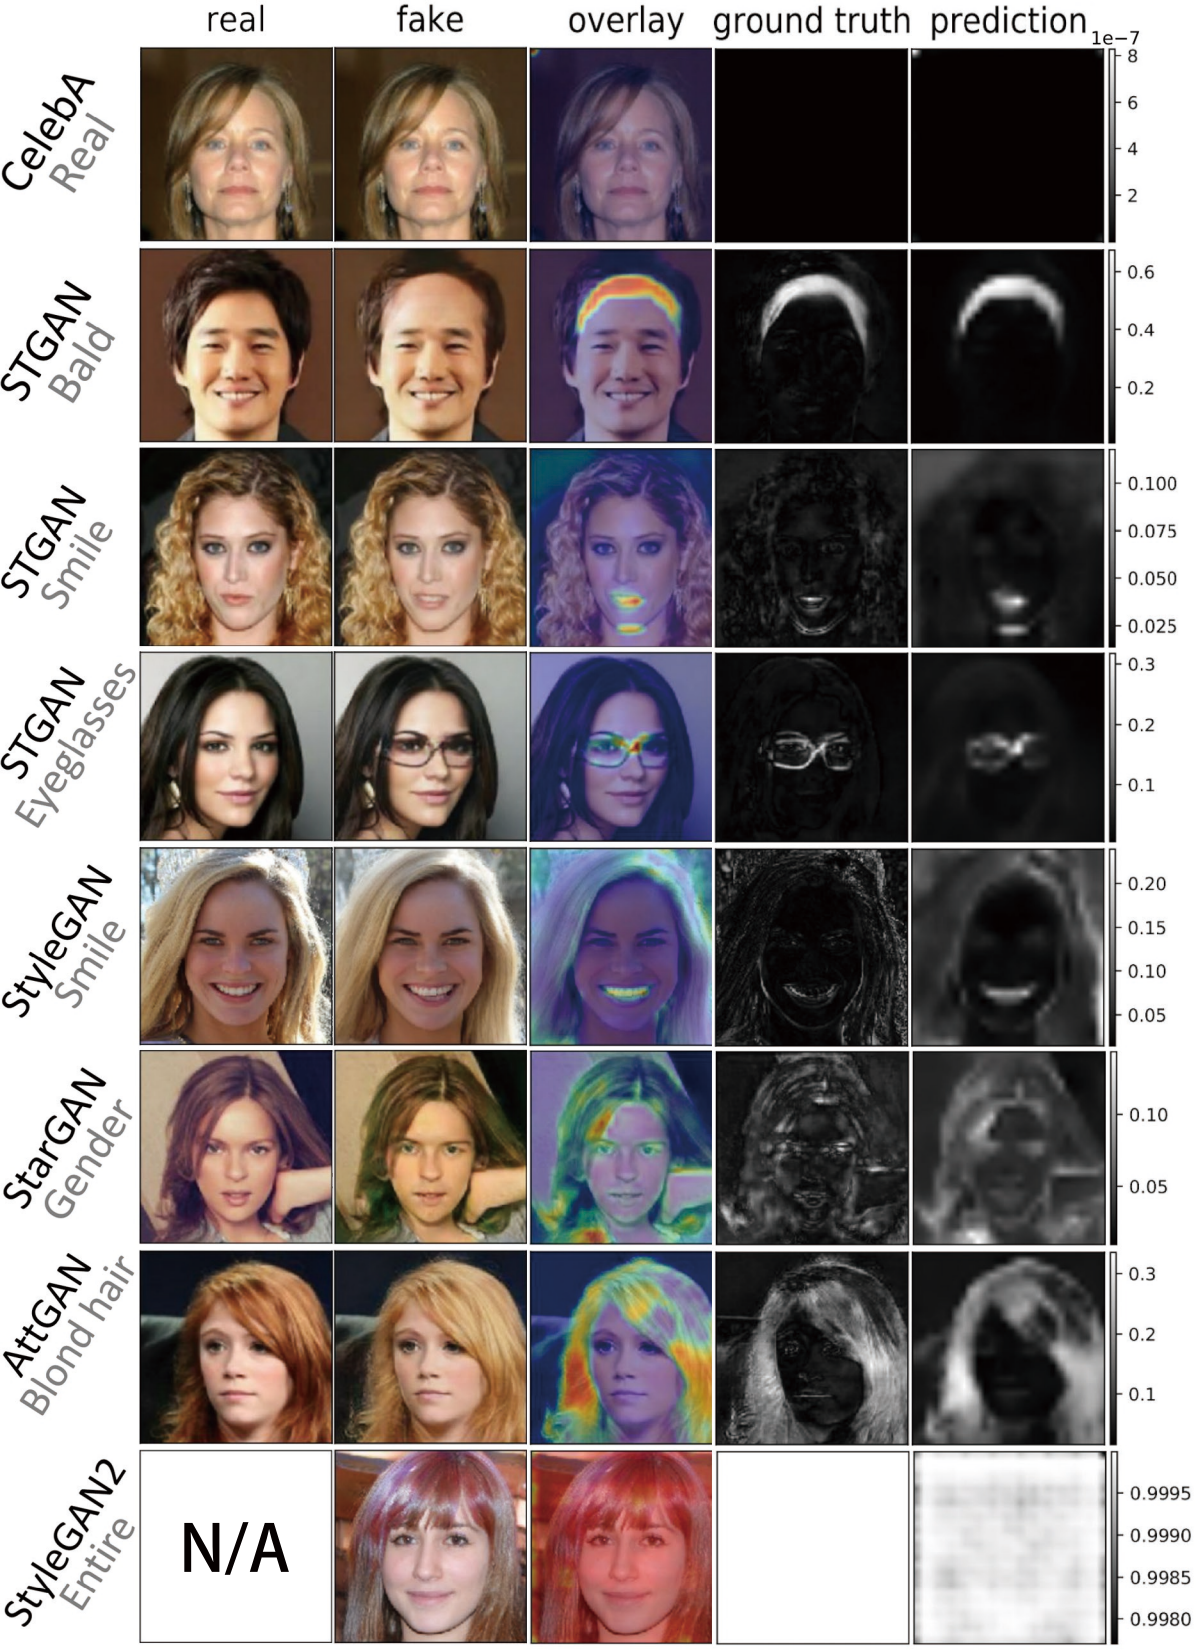 real fake overlay ground truth prediction
1e−7
CelebA
Real
8
6
4
2
STGAN
Bald
0.6
0.4
0.2
STGAN
Smile
0.100
0.075
0.050
0.025
STGAN
Eyeglasses
0.3
0.2
0.1
StyleGAN
Smile
0.20
0.15
0.10
0.05
StarGAN
Gender
0.10
0.05
AttGAN
Blond hair
0.3
0.2
0.1
StyleGAN2
Entire
N/A
0.9995
0.9990
0.9985
0.9980